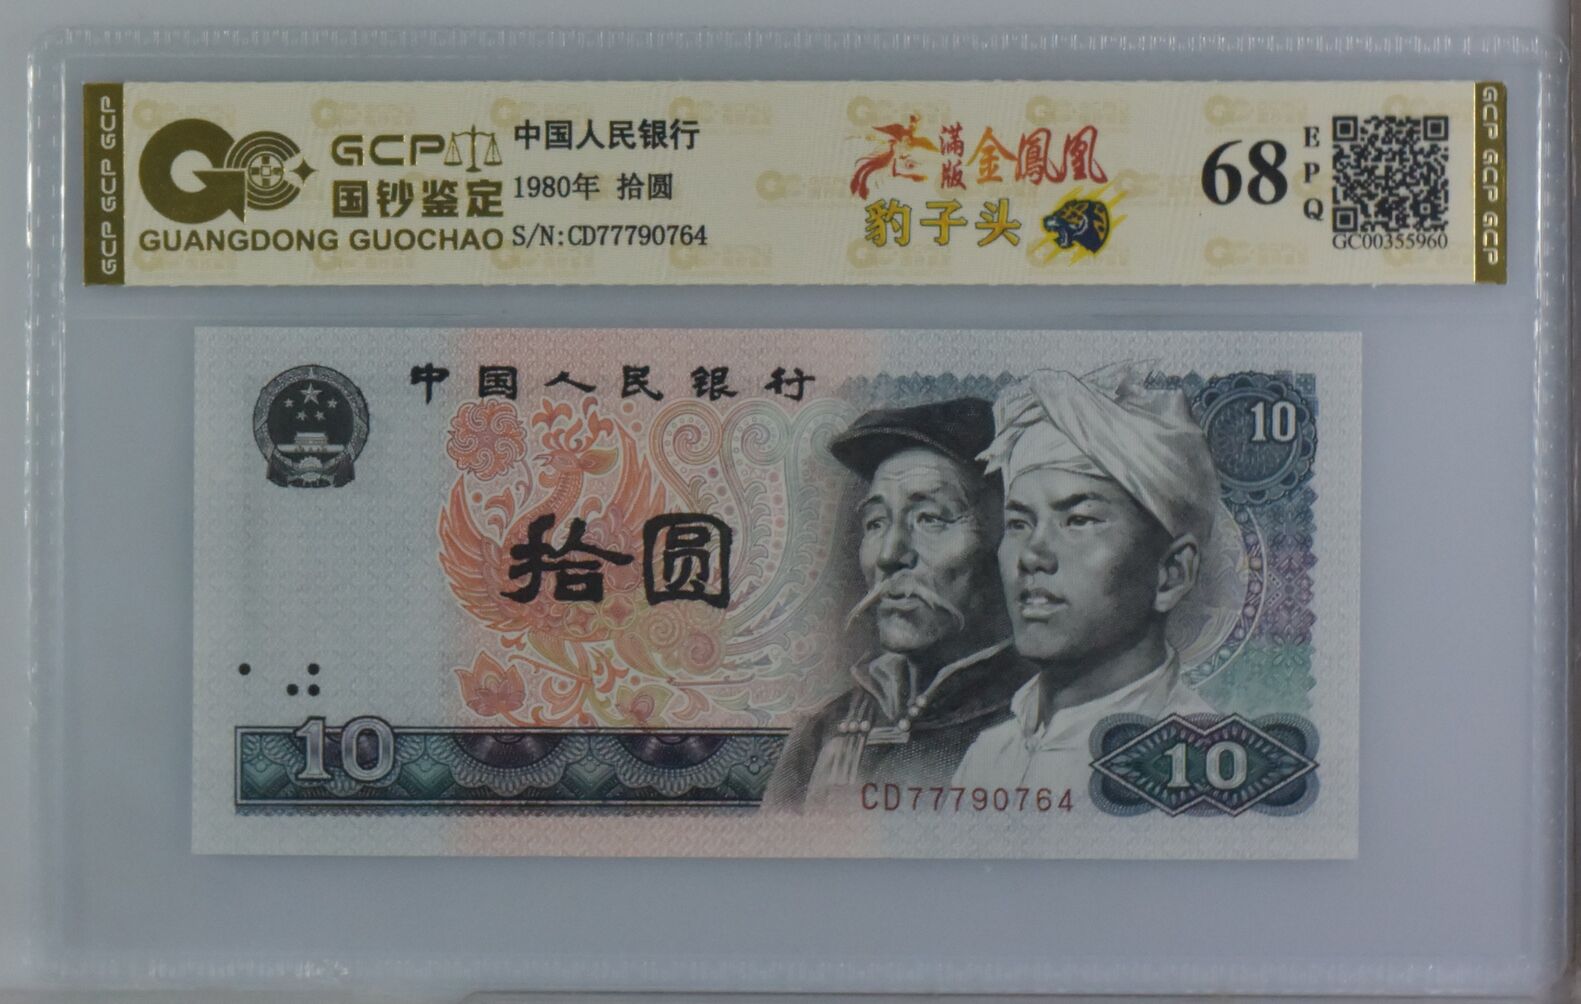 GCP GCP GCP
GCP
国钞鉴定
GUANGDONG GUOCHAO
中国人民银行
1980年 拾圆
S/N:CD77790764
满版
金鳳凰
豹子头
68
EPQ
GC00355960
GCP GCP GCP
中国人民银行
10
拾圆
10
10
CD77790764